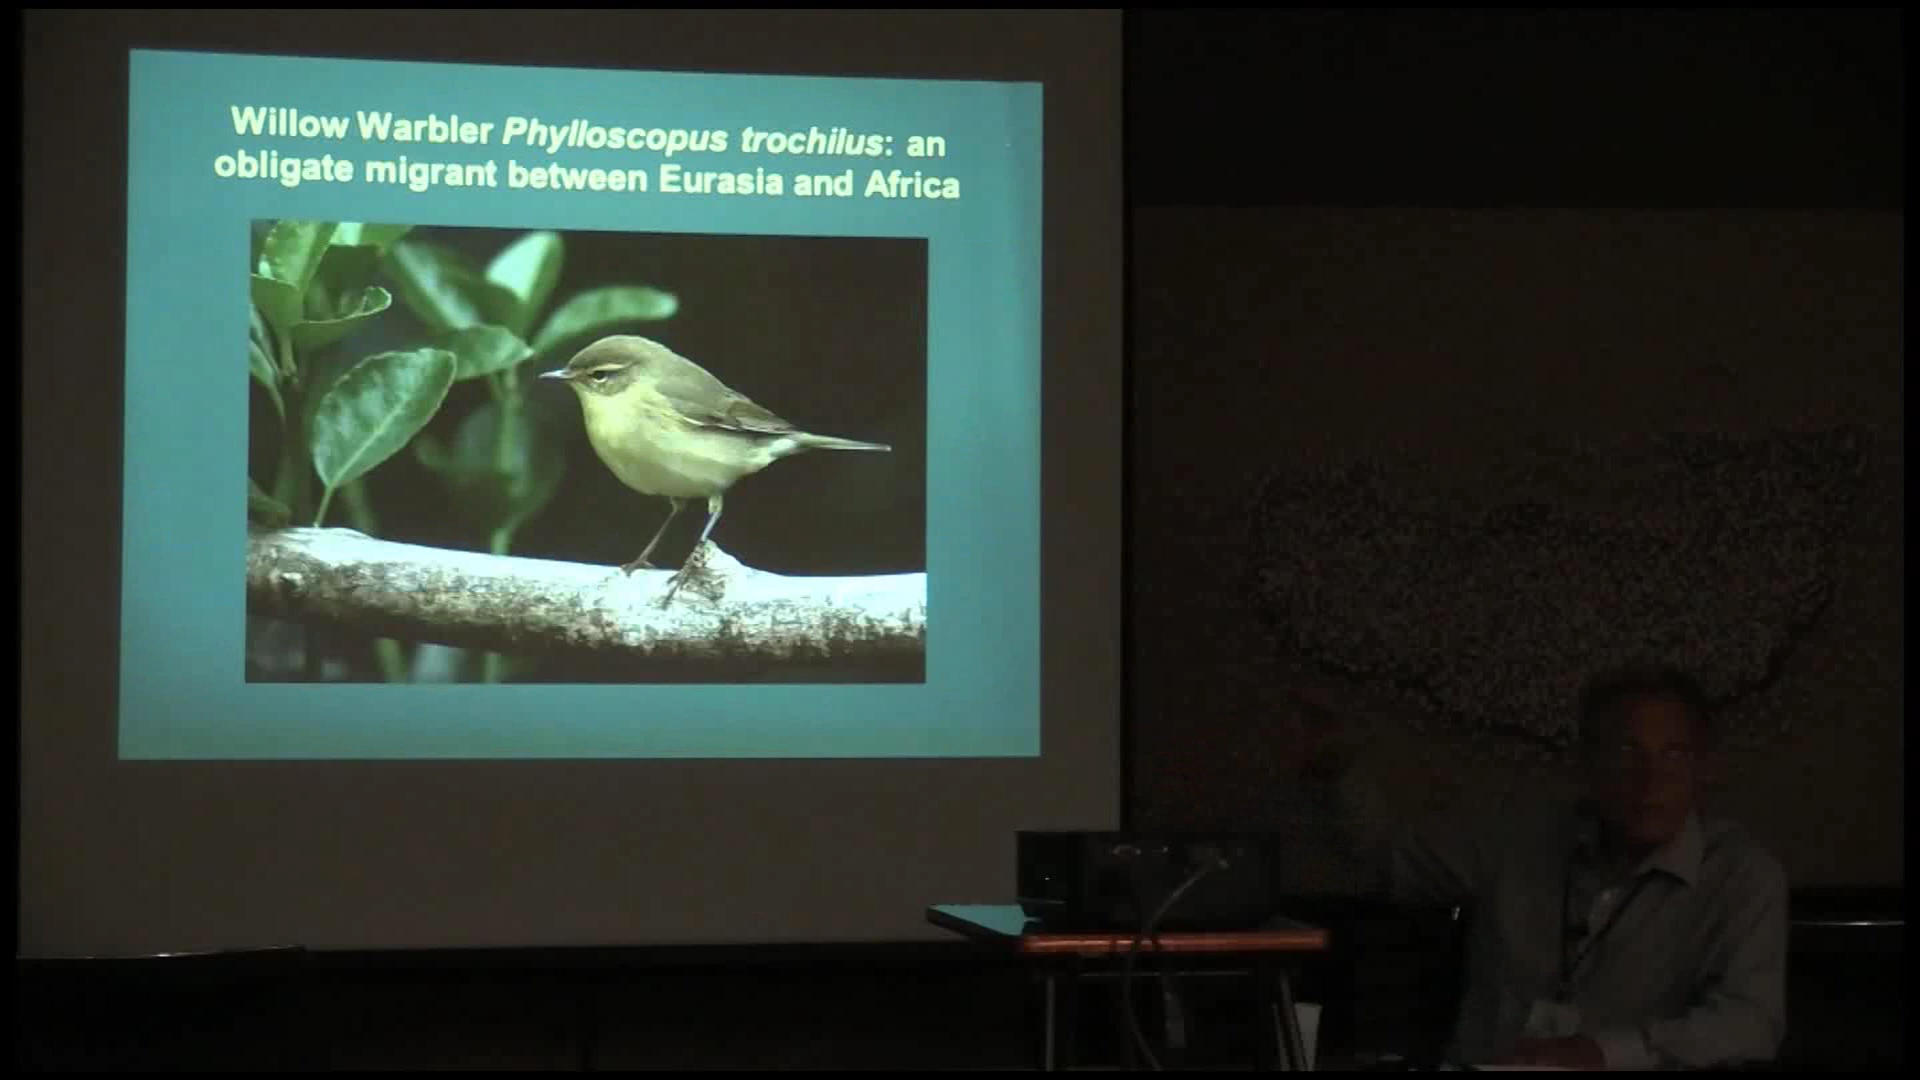 Willow Warbler Phylloscopus trochilus: an
obligate migrant between Eurasia and Africa